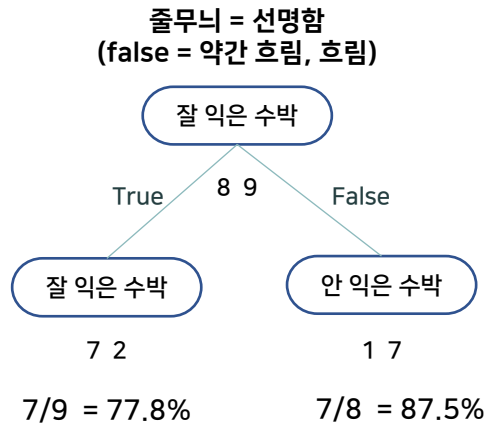 줄무늬 = 선명함
(false = 약간 흐림, 흐림)
잘 익은 수박
True
8 9
False
잘 익은 수박
안 익은 수박
7 2
1 7
7/9 = 77.8%
7/8 = 87.5%